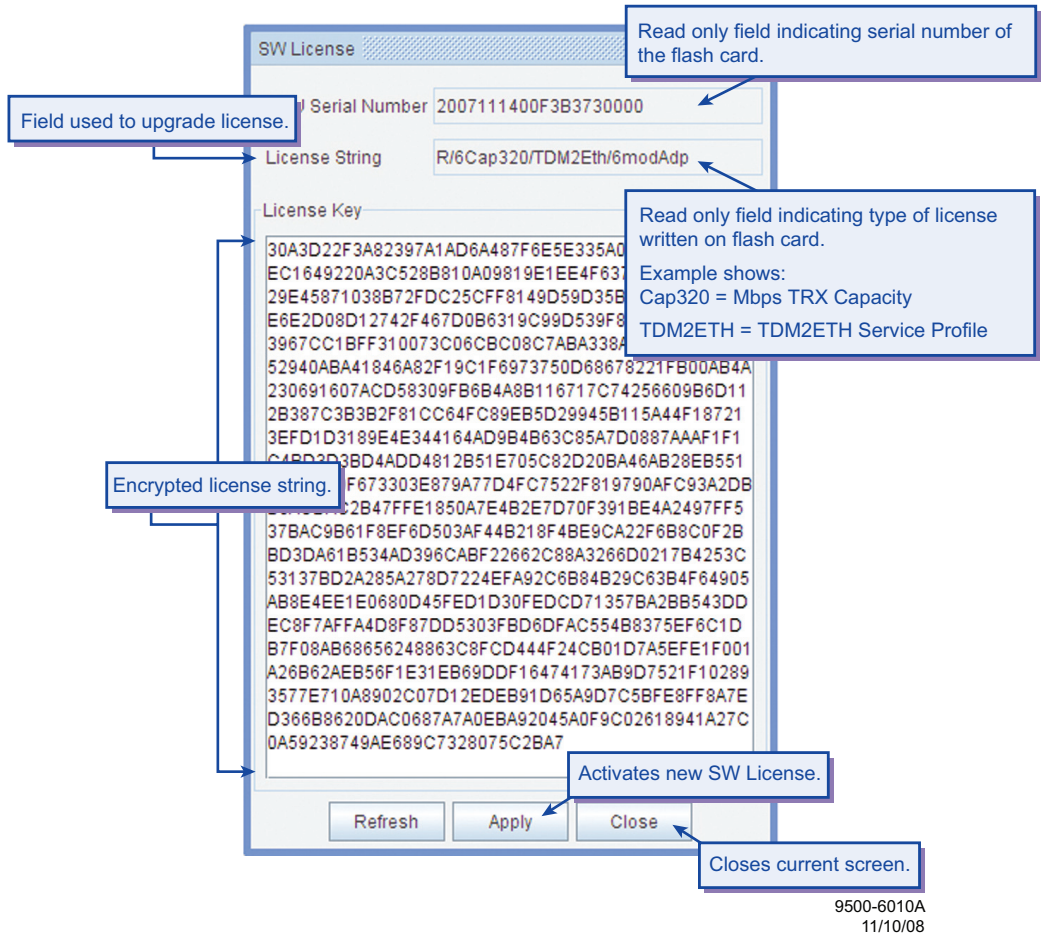 SW License
Read only field indicating serial number of
the flash card.
Serial Number 2007111400F3B3730000
Field used to upgrade license.
License String R/6Cap320/TDM2Eth/6modAdp
Read only field indicating type of license
written on flash card.
Example shows:
Cap320 = Mbps TRX Capacity
TDM2ETH = TDM2ETH Service Profile
License Key
30A3D22F3A82397A1AD6A487F6E5E335A0
EC1649220A3C528B810A09819E1EE4F637
29E45871038B72FDC25CFF8149D59D35B
E6E2D08D12742F467D0B6319C99D539F8
3967CC1BFF310073C06CBC08C7ABA338A
52940ABA41846A82F19C1F6973750D68678221FB00AB4A
230691607ACD58309FB6B4A8B116717C74256609B6D11
2B387C3B3B2F81CC64FC89EB5D29945B115A44F18721
3EFD1D3189E4E344164AD9B4B63C85A7D0887AAAF1F1
C4BD3D3BD4ADD4812B51E705C82D20BA46AB28EB551
F673303E879A77D4FC7522F819790AFC93A2DB
C2B47FFE1850A7E4B2E7D70F391BE4A2497FF5
37BAC9B61F8EF6D503AF44B218F4BE9CA22F6B8C0F2B
BD3DA61B534AD396CABF22662C88A3266D0217B4253C
53137BD2A285A278D7224EFA92C6B84B29C63B4F64905
AB8E4EE1E0680D45FED1D30FEDCD71357BA2BB543DD
EC8F7AFFA4D8F87DD5303FBD6DFAC554B8375EF6C1D
B7F08AB68656248863C8FCD444F24CB01D7A5EFE1F001
A26B62AEB56F1E31EB69DDF16474173AB9D7521F10289
3577E710A8902C07D12EDEB91D65A9D7C5BFE8FF8A7E
D366B8620DAC0687A7A0EBA92045A0F9C02618941A27C
0A59238749AE689C7328075C2BA7
Encrypted license string.
Activates new SW License.
Refresh Apply Close
Closes current screen.
9500-6010A
11/10/08